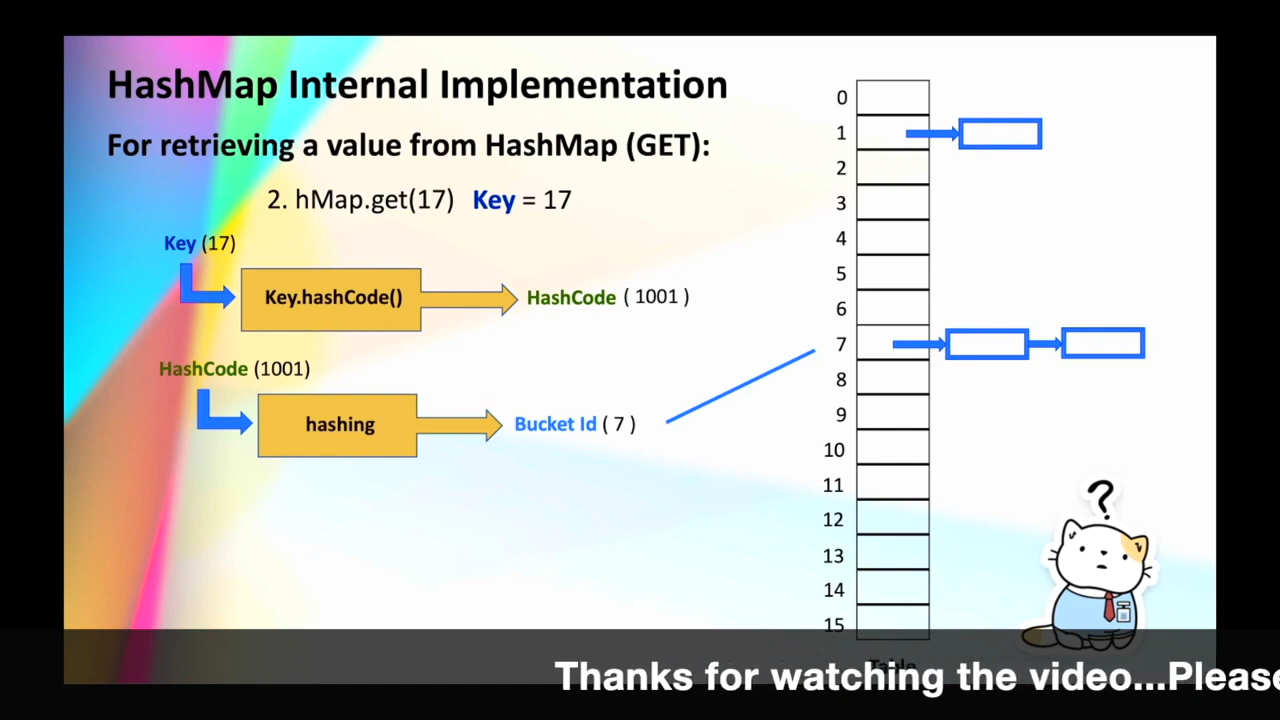 HashMap Internal Implementation
For retrieving a value from HashMap (GET):
2. hMap.get(17) Key = 17
Key (17)
Key.hashCode()
HashCode ( 1001 )
HashCode (1001)
hashing
Bucket Id ( 7 )
0
1
2
3
4
5
6
7
8
9
10
11
12
13
14
15
?
Table
Thanks for watching the video...Please